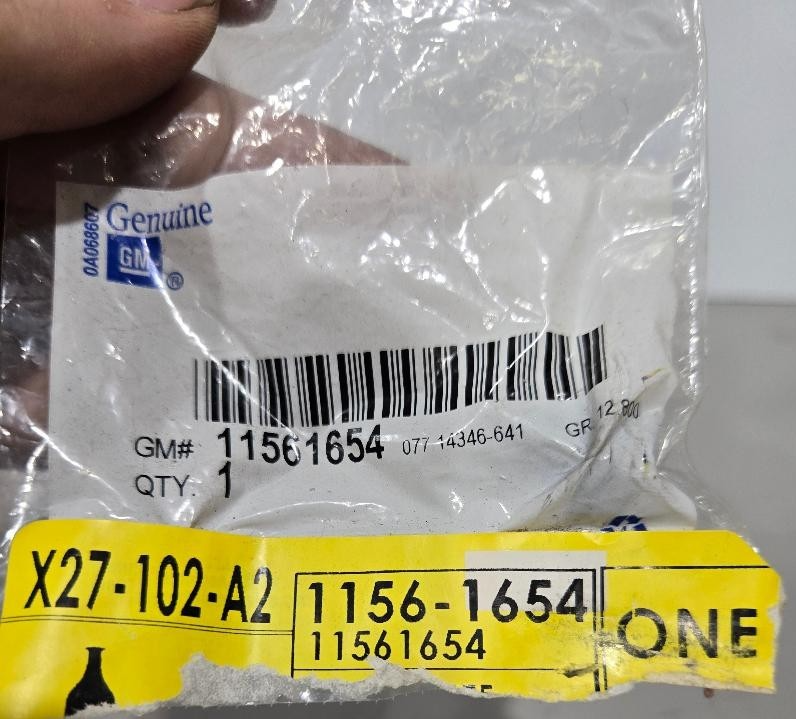 0A068607
Genuine
GM®
GM# 11561654 077 14346-641 GR 12.800
QTY. 1
X27-102-A2
1156-1654
11561654
ONE